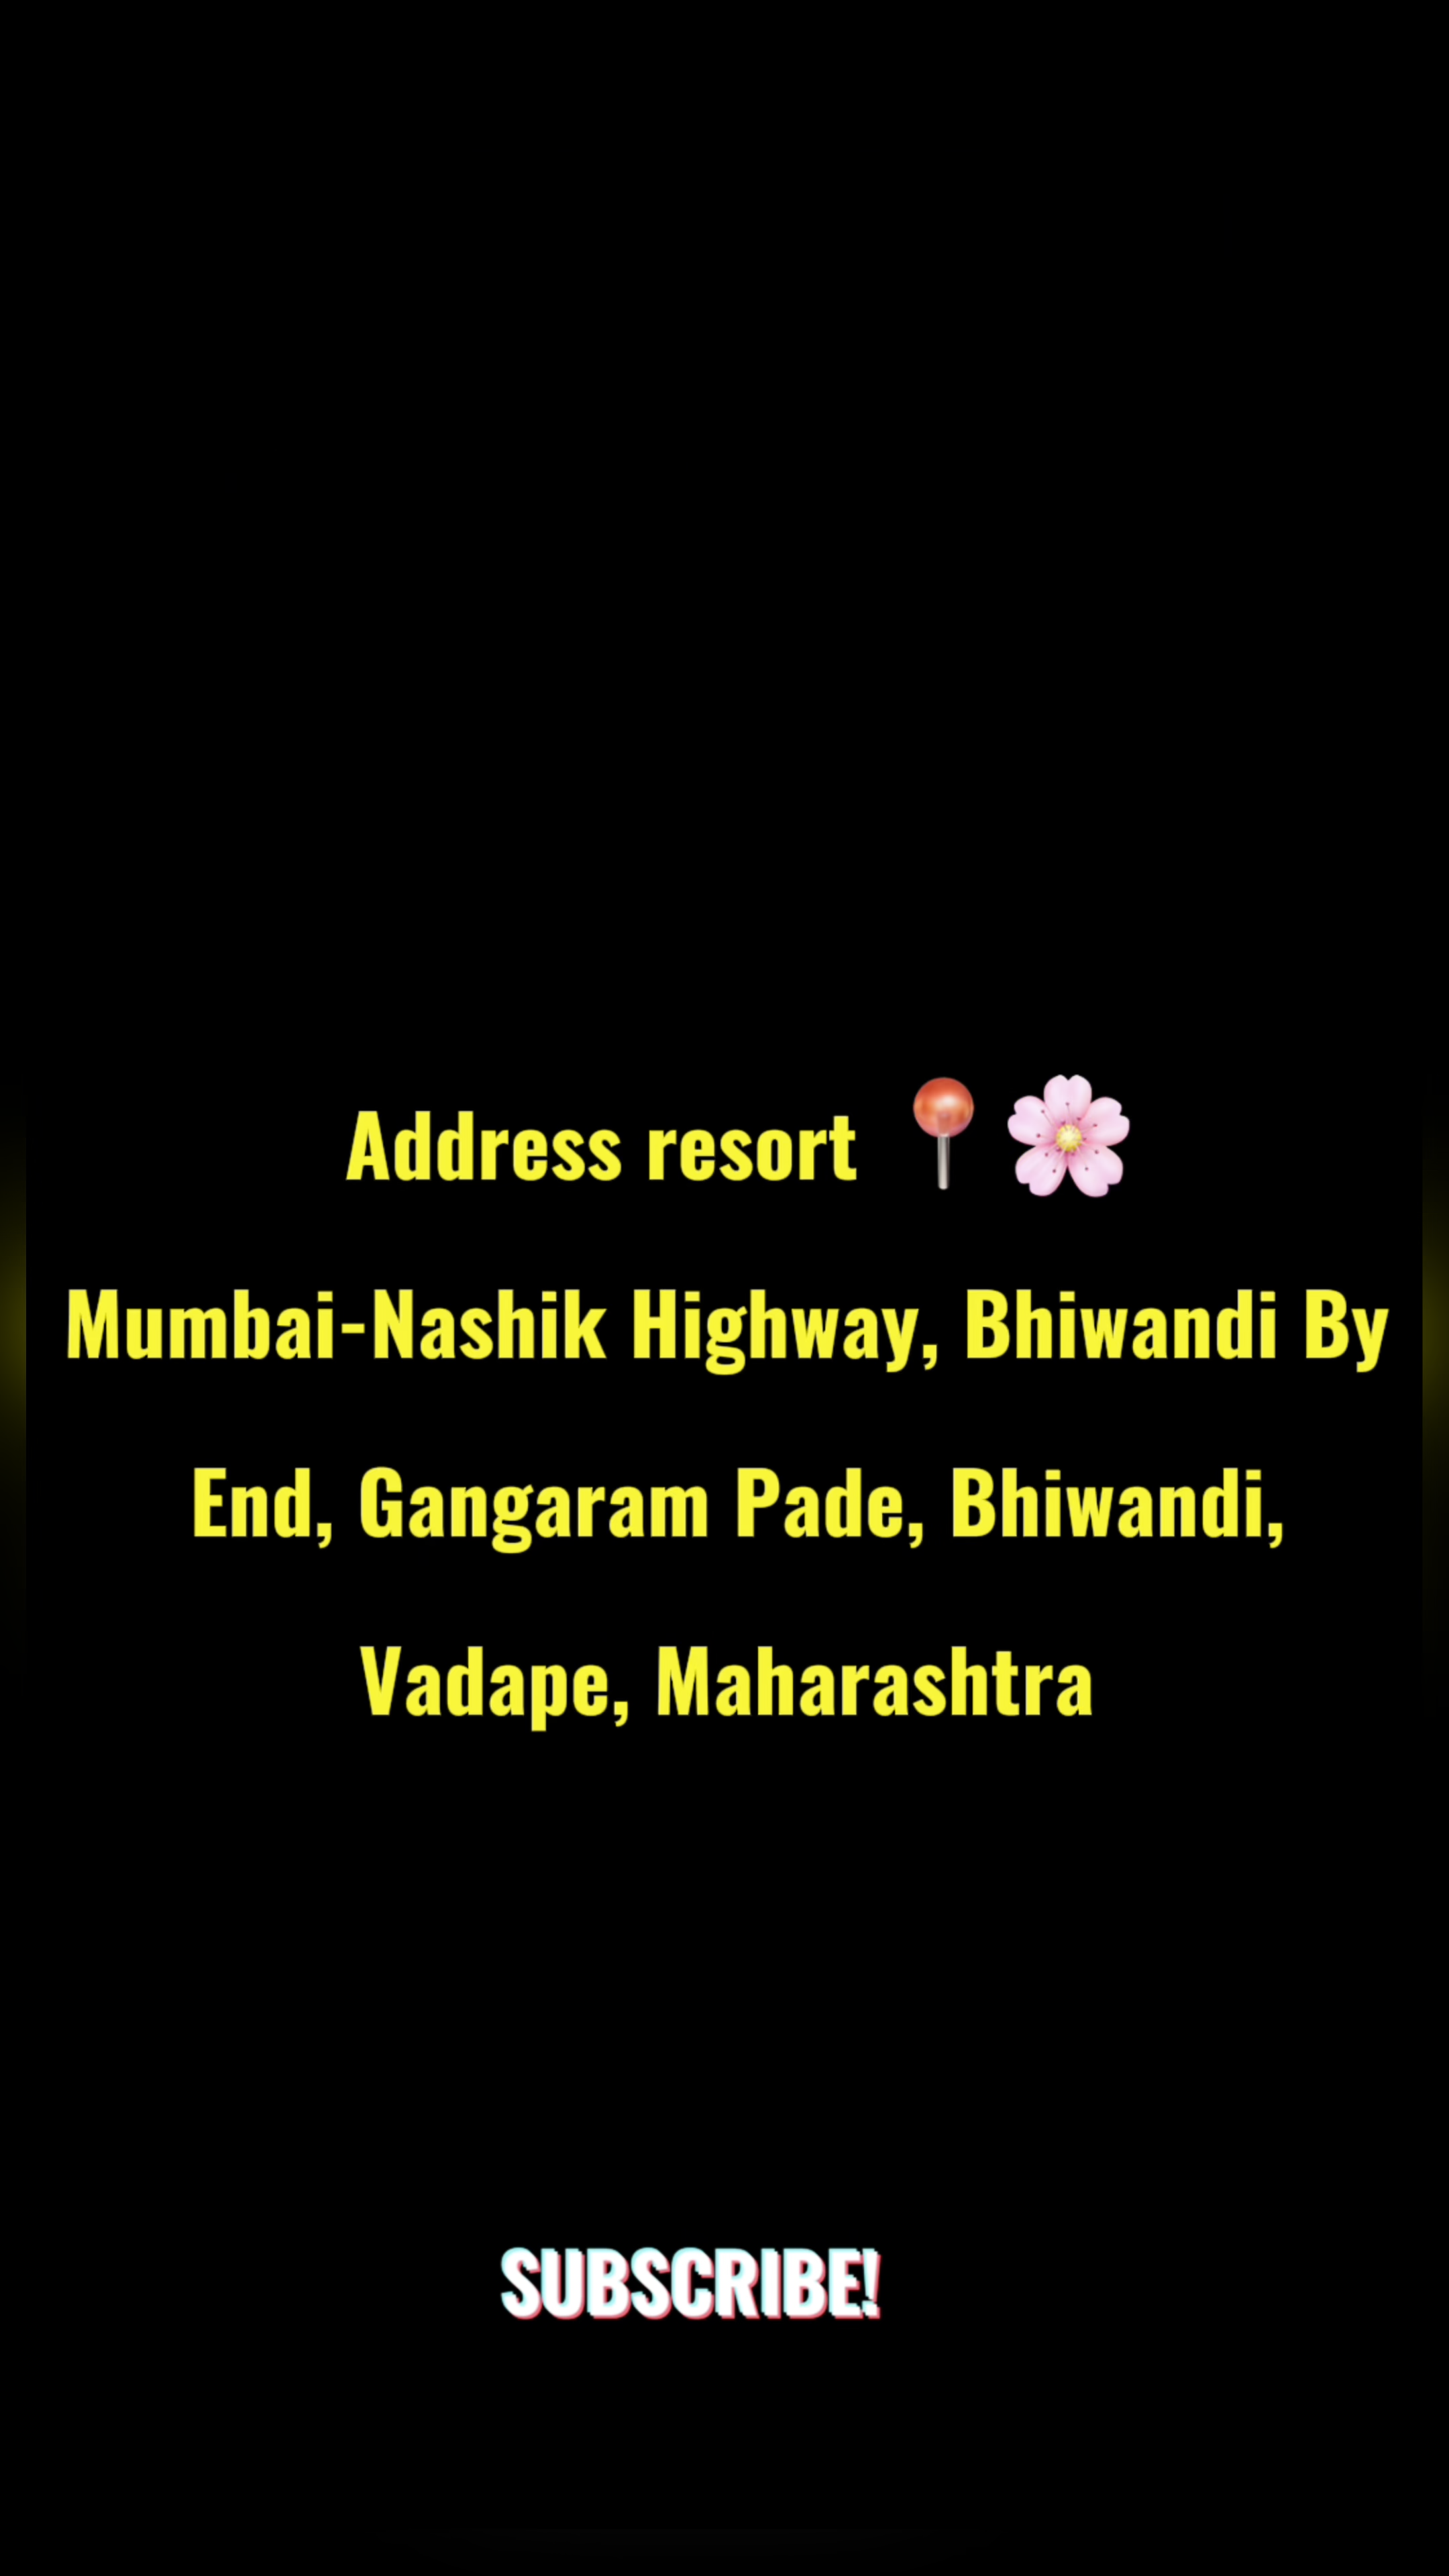 Address resort 📍🌸
Mumbai-Nashik Highway, Bhiwandi By
End, Gangaram Pade, Bhiwandi,
Vadape, Maharashtra
SUBSCRIBE!